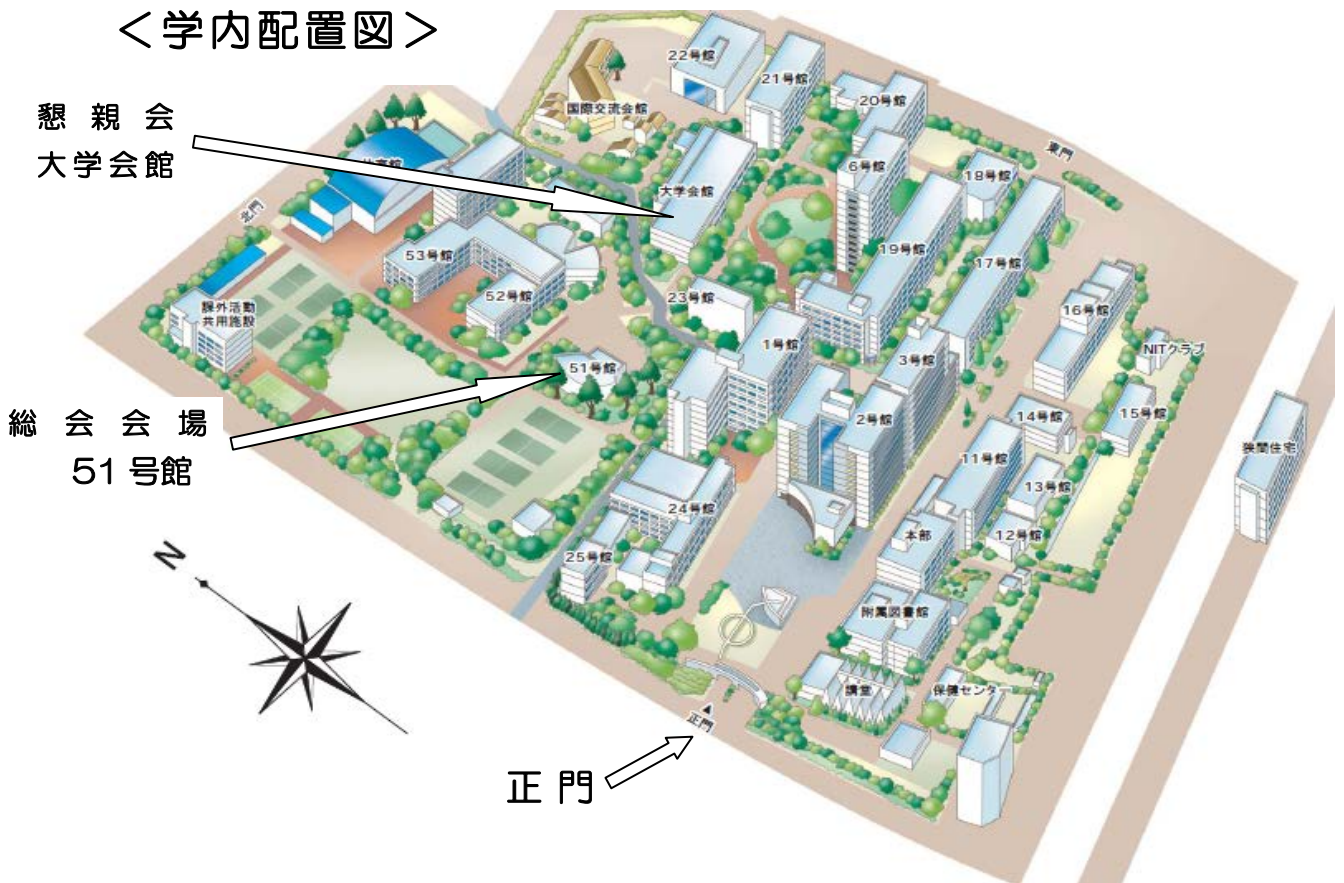 ＜学内配置図＞
懇親会
大学会館
総会会場
51号館
正門
N
22号館
21号館
20号館
国際交流会館
東門
6号館
18号館
大学会館
北門
19号館
17号館
53号館
52号館
23号館
16号館
課外活動
共用施設
1号館
3号館
NITクラブ
51号館
2号館
14号館
15号館
11号館
狭間住宅
13号館
24号館
本部
12号館
25号館
附属図書館
講堂
保健センター
▲
正門